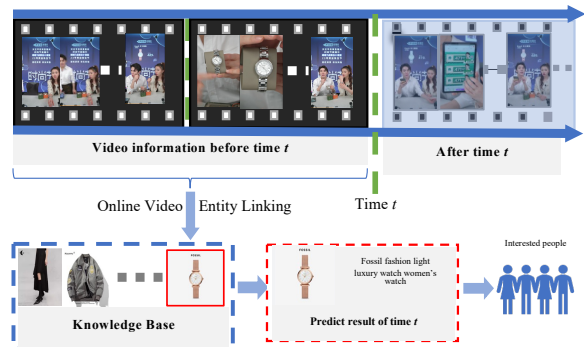 Video information before time t
After time t
Online Video
Entity Linking
Time t
Interested people
FOSSIL
FOSSIL
Fossil fashion light
luxury watch women's
watch
Knowledge Base
Predict result of time t